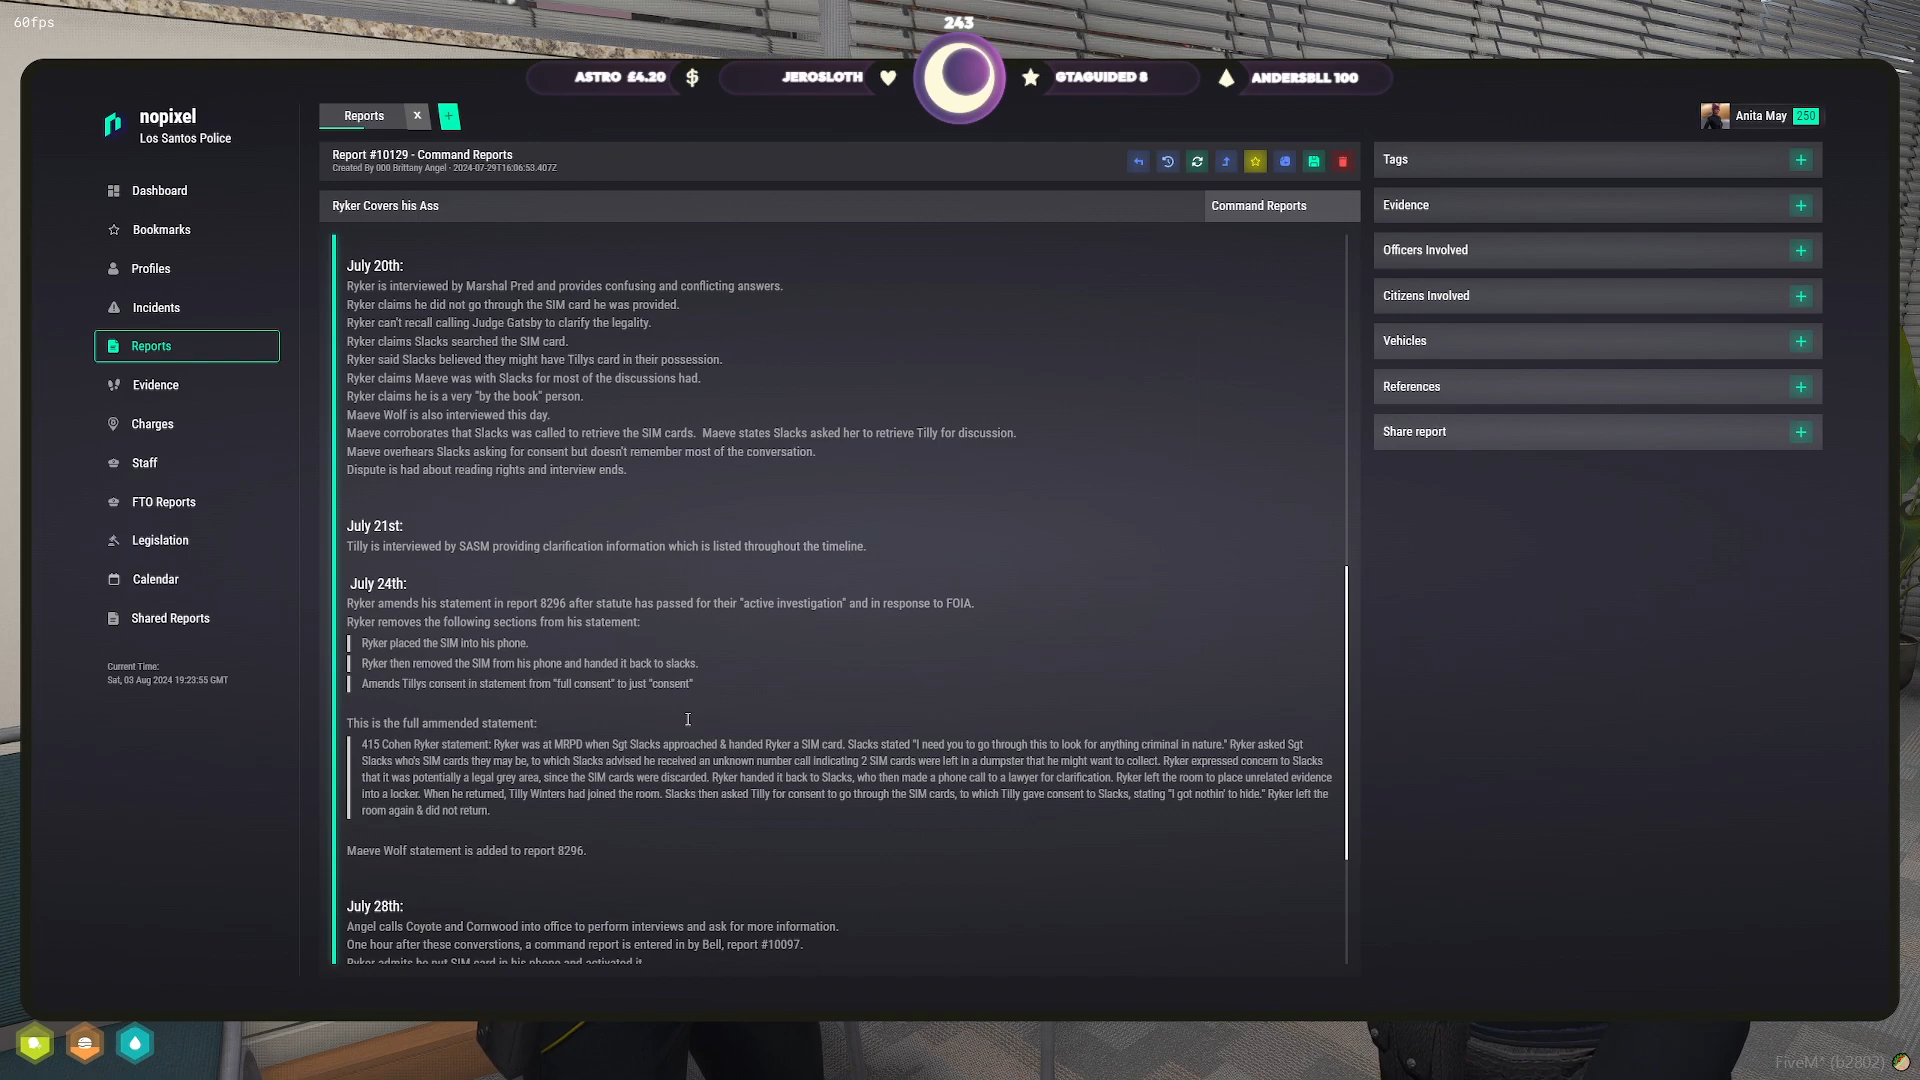 60fps
243
ASTRO £4.20
$
JEROSLOTH
GTAGUIDED 8
ANDERSBLL 100
nopixel
Los Santos Police
Reports
x
+
Anita May 250
Report #10129 - Command Reports
Created By 000 Brittany Angel - 2024-07-29T16:06:53.407Z
Ryker Covers his Ass
Command Reports
Dashboard
Bookmarks
Profiles
Incidents
Reports
Evidence
Charges
Staff
FTO Reports
Legislation
Calendar
Shared Reports
Current Time:
Sat, 03 Aug 2024 19:23:55 GMT
July 20th:
Ryker is interviewed by Marshal Pred and provides confusing and conflicting answers.
Ryker claims he did not go through the SIM card he was provided.
Ryker can't recall calling Judge Gatsby to clarify the legality.
Ryker claims Slacks searched the SIM card.
Ryker said Slacks believed they might have Tillys card in their possession.
Ryker claims Maeve was with Slacks for most of the discussions had.
Ryker claims he is a very "by the book" person.
Maeve Wolf is also interviewed this day.
Maeve corroborates that Slacks was called to retrieve the SIM cards. Maeve states Slacks asked her to retrieve Tilly for discussion.
Maeve overhears Slacks asking for consent but doesn't remember most of the conversation.
Dispute is had about reading rights and interview ends.
July 21st:
Tilly is interviewed by SASM providing clarification information which is listed throughout the timeline.
July 24th:
Ryker amends his statement in report 8296 after statute has passed for their "active investigation" and in response to FOIA.
Ryker removes the following sections from his statement:
Ryker placed the SIM into his phone.
Ryker then removed the SIM from his phone and handed it back to slacks.
Amends Tillys consent in statement from "full consent" to just "consent"
This is the full ammended statement:
415 Cohen Ryker statement: Ryker was at MRPD when Sgt Slacks approached & handed Ryker a SIM card. Slacks stated "I need you to go through this to look for anything criminal in nature." Ryker asked Sgt
Slacks who's SIM cards they may be, to which Slacks advised he received an unknown number call indicating 2 SIM cards were left in a dumpster that he might want to collect. Ryker expressed concern to Slacks
that it was potentially a legal grey area, since the SIM cards were discarded. Ryker handed it back to Slacks, who then made a phone call to a lawyer for clarification. Ryker left the room to place unrelated evidence
into a locker. When he returned, Tilly Winters had joined the room. Slacks then asked Tilly for consent to go through the SIM cards, to which Tilly gave consent to Slacks, stating "I got nothin' to hide." Ryker left the
room again & did not return.
Maeve Wolf statement is added to report 8296.
July 28th:
Angel calls Coyote and Cornwood into office to perform interviews and ask for more information.
One hour after these converstions, a command report is entered in by Bell, report #10097.
Ryker admits he put SIM card in his phone and activated it
Tags
+
Evidence
+
Officers Involved
+
Citizens Involved
+
Vehicles
+
References
+
Share report
+
FiveM* (b2802)